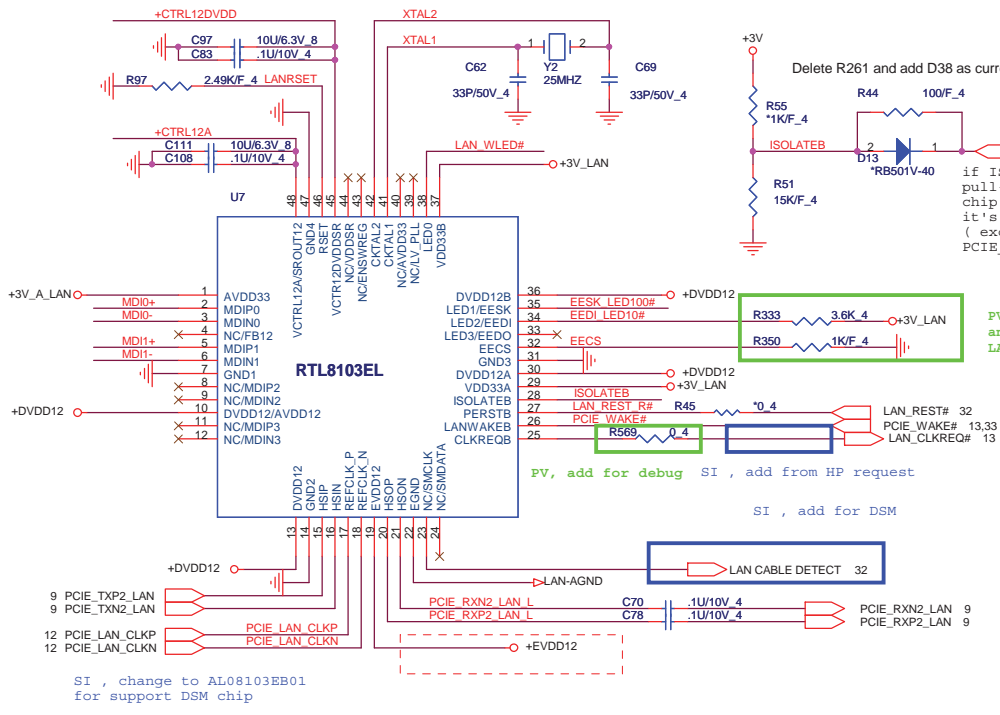 +CTRL12DVDD
C97 10U/6.3V_8
C83 .1U/10V_4
R97 2.49K/F_4 LANRSET
+CTRL12A
C111 10U/6.3V_8
C108 .1U/10V_4
XTAL2
XTAL1
1 2
Y2
25MHZ
C62
33P/50V_4
C69
33P/50V_4
LAN_WLED#
+3V_LAN
+3V
Delete R261 and add D38 as curr
R55
*1K/F_4
R44 100/F_4
ISOLATEB
2 1
D13
*RB501V-40
R51
15K/F_4
if IS
pull-
chip
it's
( exc
PCIE_
U7
48 47 46 45 44 43 42 41 40 39 38 37
VCTRL12A/SROUT12
GND4
RSET
VCTR12DVDDSR
NC/VDDSR
NC/ENSWREG
CKTAL2
CKTAL1
NC/AVDD33
NC/LV_PLL
LED0
VDD33B
RTL8103EL
+3V_A_LAN 1 AVDD33
MDI0+ 2 MDIP0
MDI0- 3 MDIN0
4 NC/FB12
MDI1+ 5 MDIP1
MDI1- 6 MDIN1
7 GND1
8 NC/MDIP2
9 NC/MDIN2
+DVDD12 10 DVDD12/AVDD12
11 NC/MDIP3
12 NC/MDIN3
DVDD12B 36 +DVDD12
LED1/EESK 35 EESK_LED100#
LED2/EEDI 34 EEDI_LED10# R333 3.6K_4 +3V_LAN
LED3/EEDO 33
EECS 32 EECS R350 1K/F_4
GND3 31
DVDD12A 30 +DVDD12
VDD33A 29 +3V_LAN
ISOLATEB 28 ISOLATEB
PERSTB 27 LAN_REST_R# R45 *0_4 LAN_REST# 32
LANWAKEB 26 PCIE_WAKE# PCIE_WAKE# 13,33
CLKREQB 25 R569 0_4 LAN_CLKREQ# 13
PV
an
LA
PV, add for debug
SI , add from HP request
SI , add for DSM
DVDD12
GND2
HSIP
HSIN
REFCLK_P
REFCLK_N
EVDD12
HSOP
HSON
EGND
NC/SMCLK
NC/SMDATA
13 14 15 16 17 18 19 20 21 22 23 24
+DVDD12
LAN CABLE DETECT 32
LAN-AGND
9 PCIE_TXP2_LAN
9 PCIE_TXN2_LAN
12 PCIE_LAN_CLKP PCIE_LAN_CLKP
12 PCIE_LAN_CLKN PCIE_LAN_CLKN
PCIE_RXN2_LAN_L C70 .1U/10V_4 PCIE_RXN2_LAN 9
PCIE_RXP2_LAN_L C78 .1U/10V_4 PCIE_RXP2_LAN 9
+EVDD12
SI , change to AL08103EB01
for support DSM chip